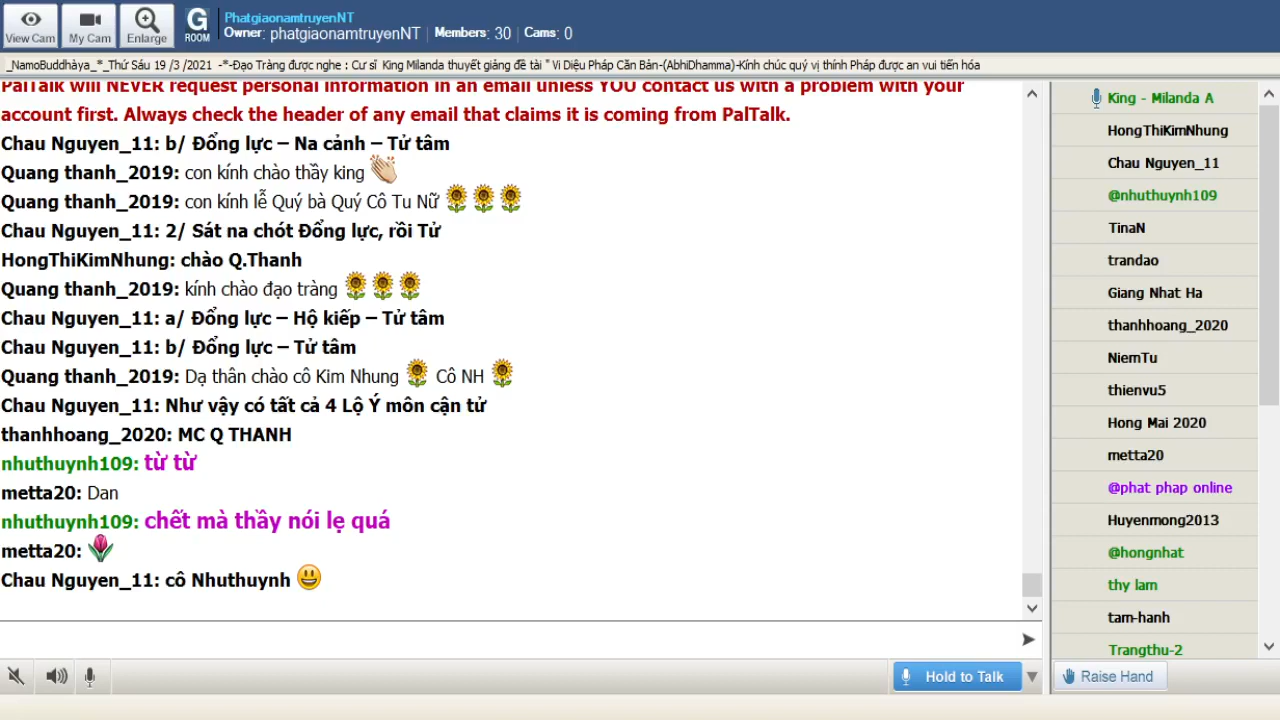 View Cam
My Cam
Enlarge
G
ROOM
PhatgiaonamtruyenNT
Owner: phatgiaonamtruyenNT | Members: 30 | Cams: 0
_NamoBuddhàya_*_Thứ Sáu 19 /3 /2021 -*-Đạo Tràng được nghe : Cư sĩ King Milanda thuyết giảng đề tài " Vi Diệu Pháp Căn Bản-(AbhiDhamma)-Kính chúc quý vị thính Pháp được an vui tiến hóa
PalTalk will NEVER request personal information in an email unless YOU contact us with a problem with your
account first. Always check the header of any email that claims it is coming from PalTalk.
Chau Nguyen_11: b/ Đổng lực – Na cảnh – Tử tâm
Quang thanh_2019: con kính chào thầy king
Quang thanh_2019: con kính lễ Quý bà Quý Cô Tu Nữ
Chau Nguyen_11: 2/ Sát na chót Đổng lực, rồi Tử
HongThiKimNhung: chào Q.Thanh
Quang thanh_2019: kính chào đạo tràng
Chau Nguyen_11: a/ Đổng lực – Hộ kiếp – Tử tâm
Chau Nguyen_11: b/ Đổng lực – Tử tâm
Quang thanh_2019: Dạ thân chào cô Kim Nhung Cô NH
Chau Nguyen_11: Như vậy có tất cả 4 Lộ Ý môn cận tử
thanhhoang_2020: MC Q THANH
nhuthuynh109: từ từ
metta20: Dan
nhuthuynh109: chết mà thầy nói lẹ quá
metta20:
Chau Nguyen_11: cô Nhuthuynh
King - Milanda A
HongThiKimNhung
Chau Nguyen_11
@nhuthuynh109
TinaN
trandao
Giang Nhat Ha
thanhhoang_2020
NiemTu
thienvu5
Hong Mai 2020
metta20
@phat phap online
Huyenmong2013
@hongnhat
thy lam
tam-hanh
Trangthu-2
Hold to Talk
Raise Hand